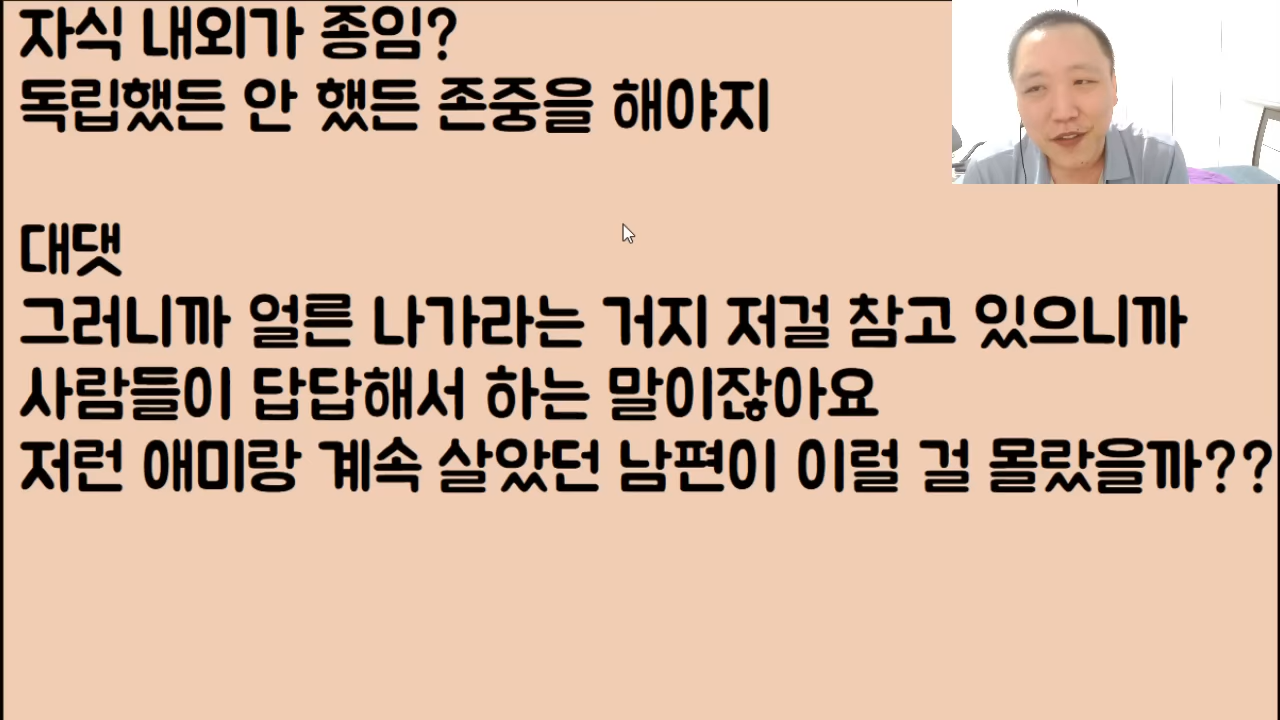 자식 내외가 종임?
독립했든 안 했든 존중을 해야지
대댓
그러니까 얼른 나가라는 거지 저걸 참고 있으니까
사람들이 답답해서 하는 말이잖아요
저런 애미랑 계속 살았던 남편이 이럴 걸 몰랐을까??